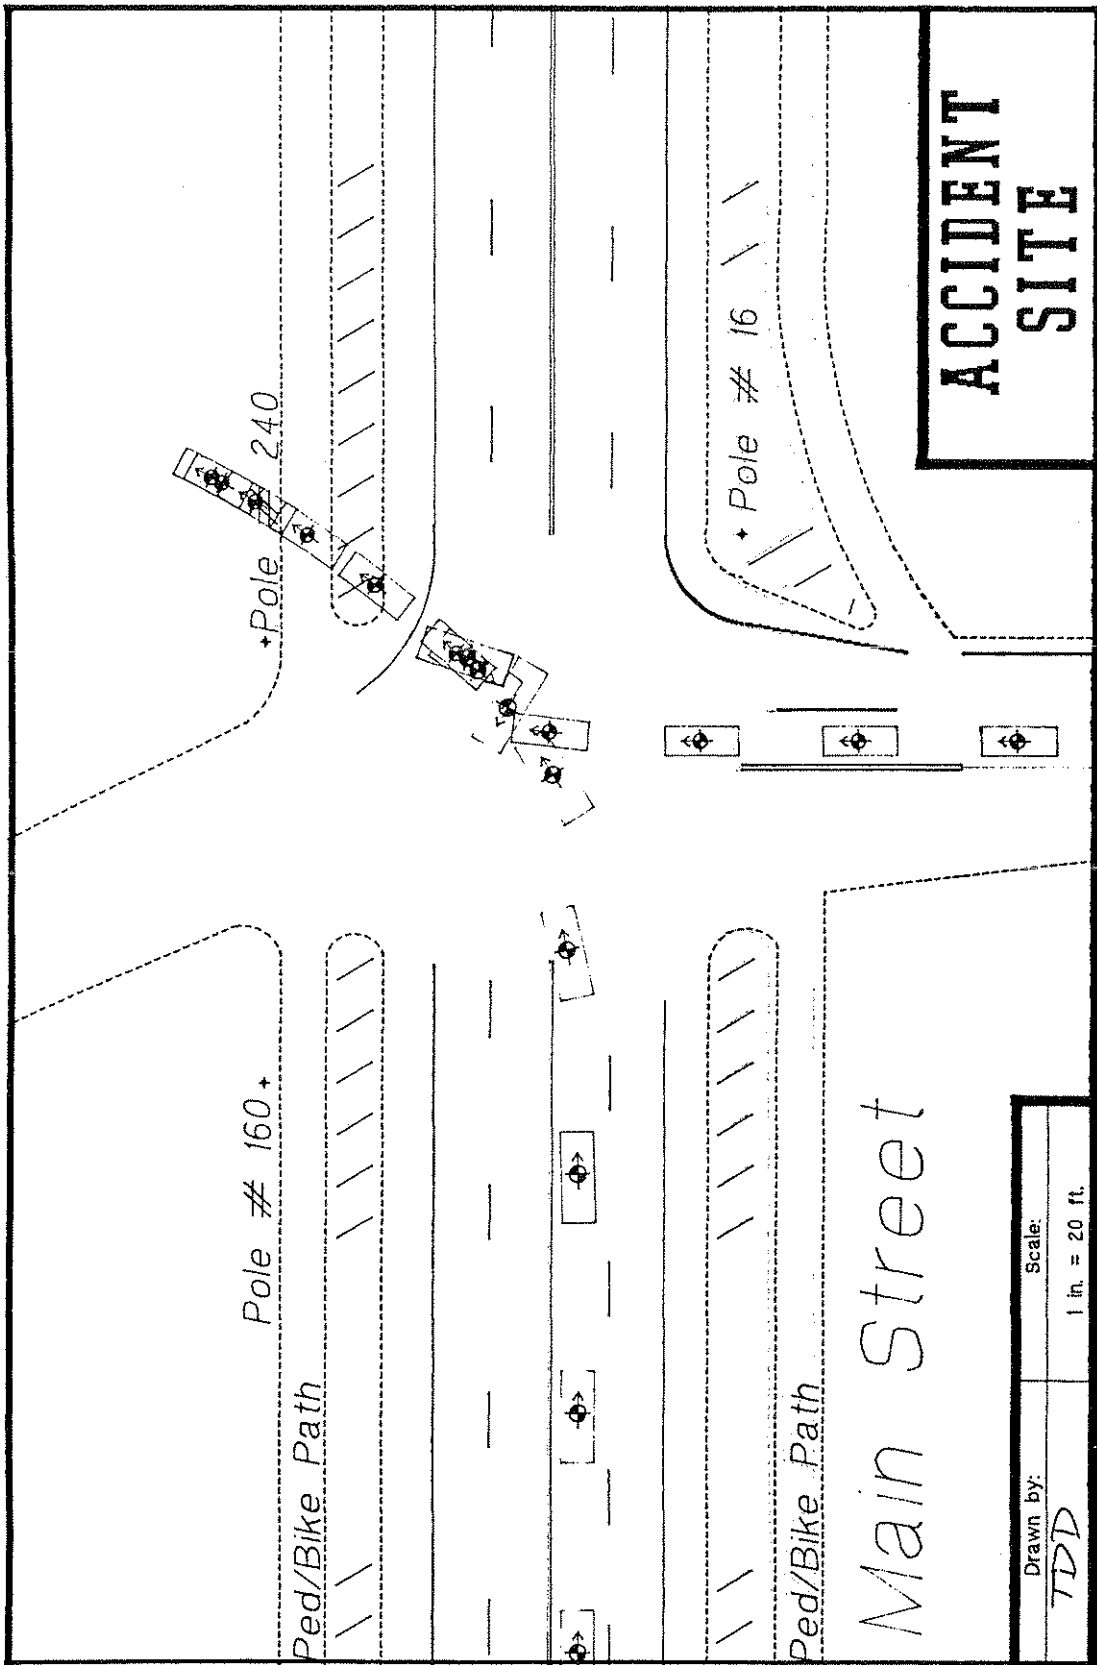 ACCIDENT
SITE
Pole 240
Pole # 16
Pole # 160
Ped/Bike Path
Ped/Bike Path
Main Street
Drawn by:
TDD
Scale:
1 in. = 20 ft.